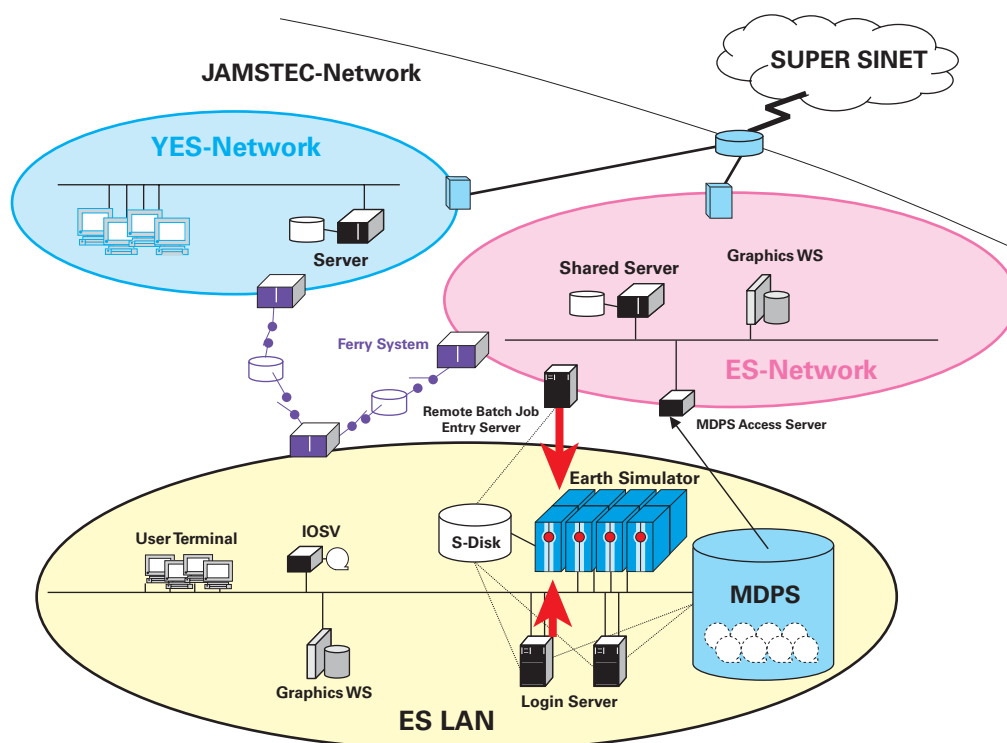 SUPER SINET
JAMSTEC-Network
YES-Network
Server
Graphics WS
Shared Server
Ferry System
ES-Network
Remote Batch Job
Entry Server
MDPS Access Server
Earth Simulator
User Terminal
IOSV
S-Disk
MDPS
Graphics WS
Login Server
ES LAN